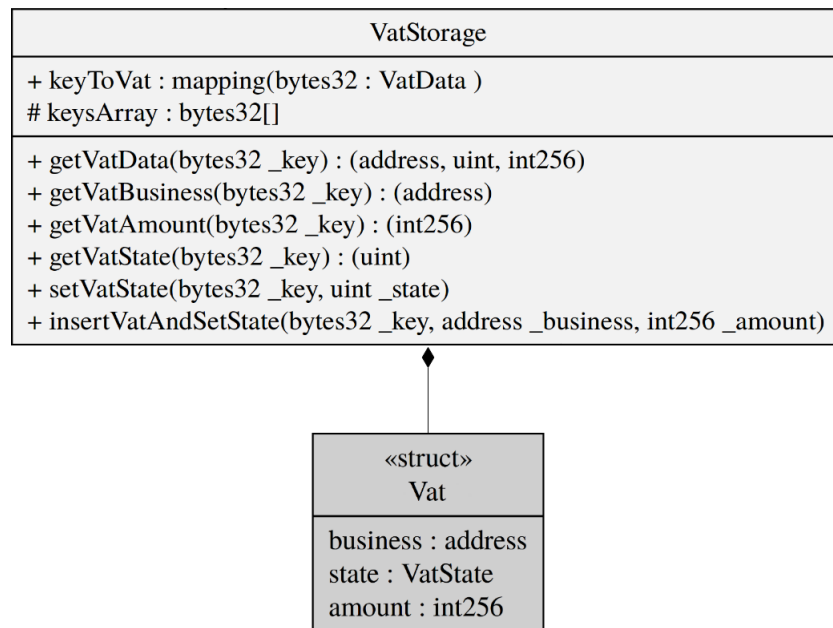 VatStorage
+ keyToVat : mapping(bytes32 : VatData )
# keysArray : bytes32[]
+ getVatData(bytes32 _key) : (address, uint, int256)
+ getVatBusiness(bytes32 _key) : (address)
+ getVatAmount(bytes32 _key) : (int256)
+ getVatState(bytes32 _key) : (uint)
+ setVatState(bytes32 _key, uint _state)
+ insertVatAndSetState(bytes32 _key, address _business, int256 _amount)
«struct»
Vat
business : address
state : VatState
amount : int256